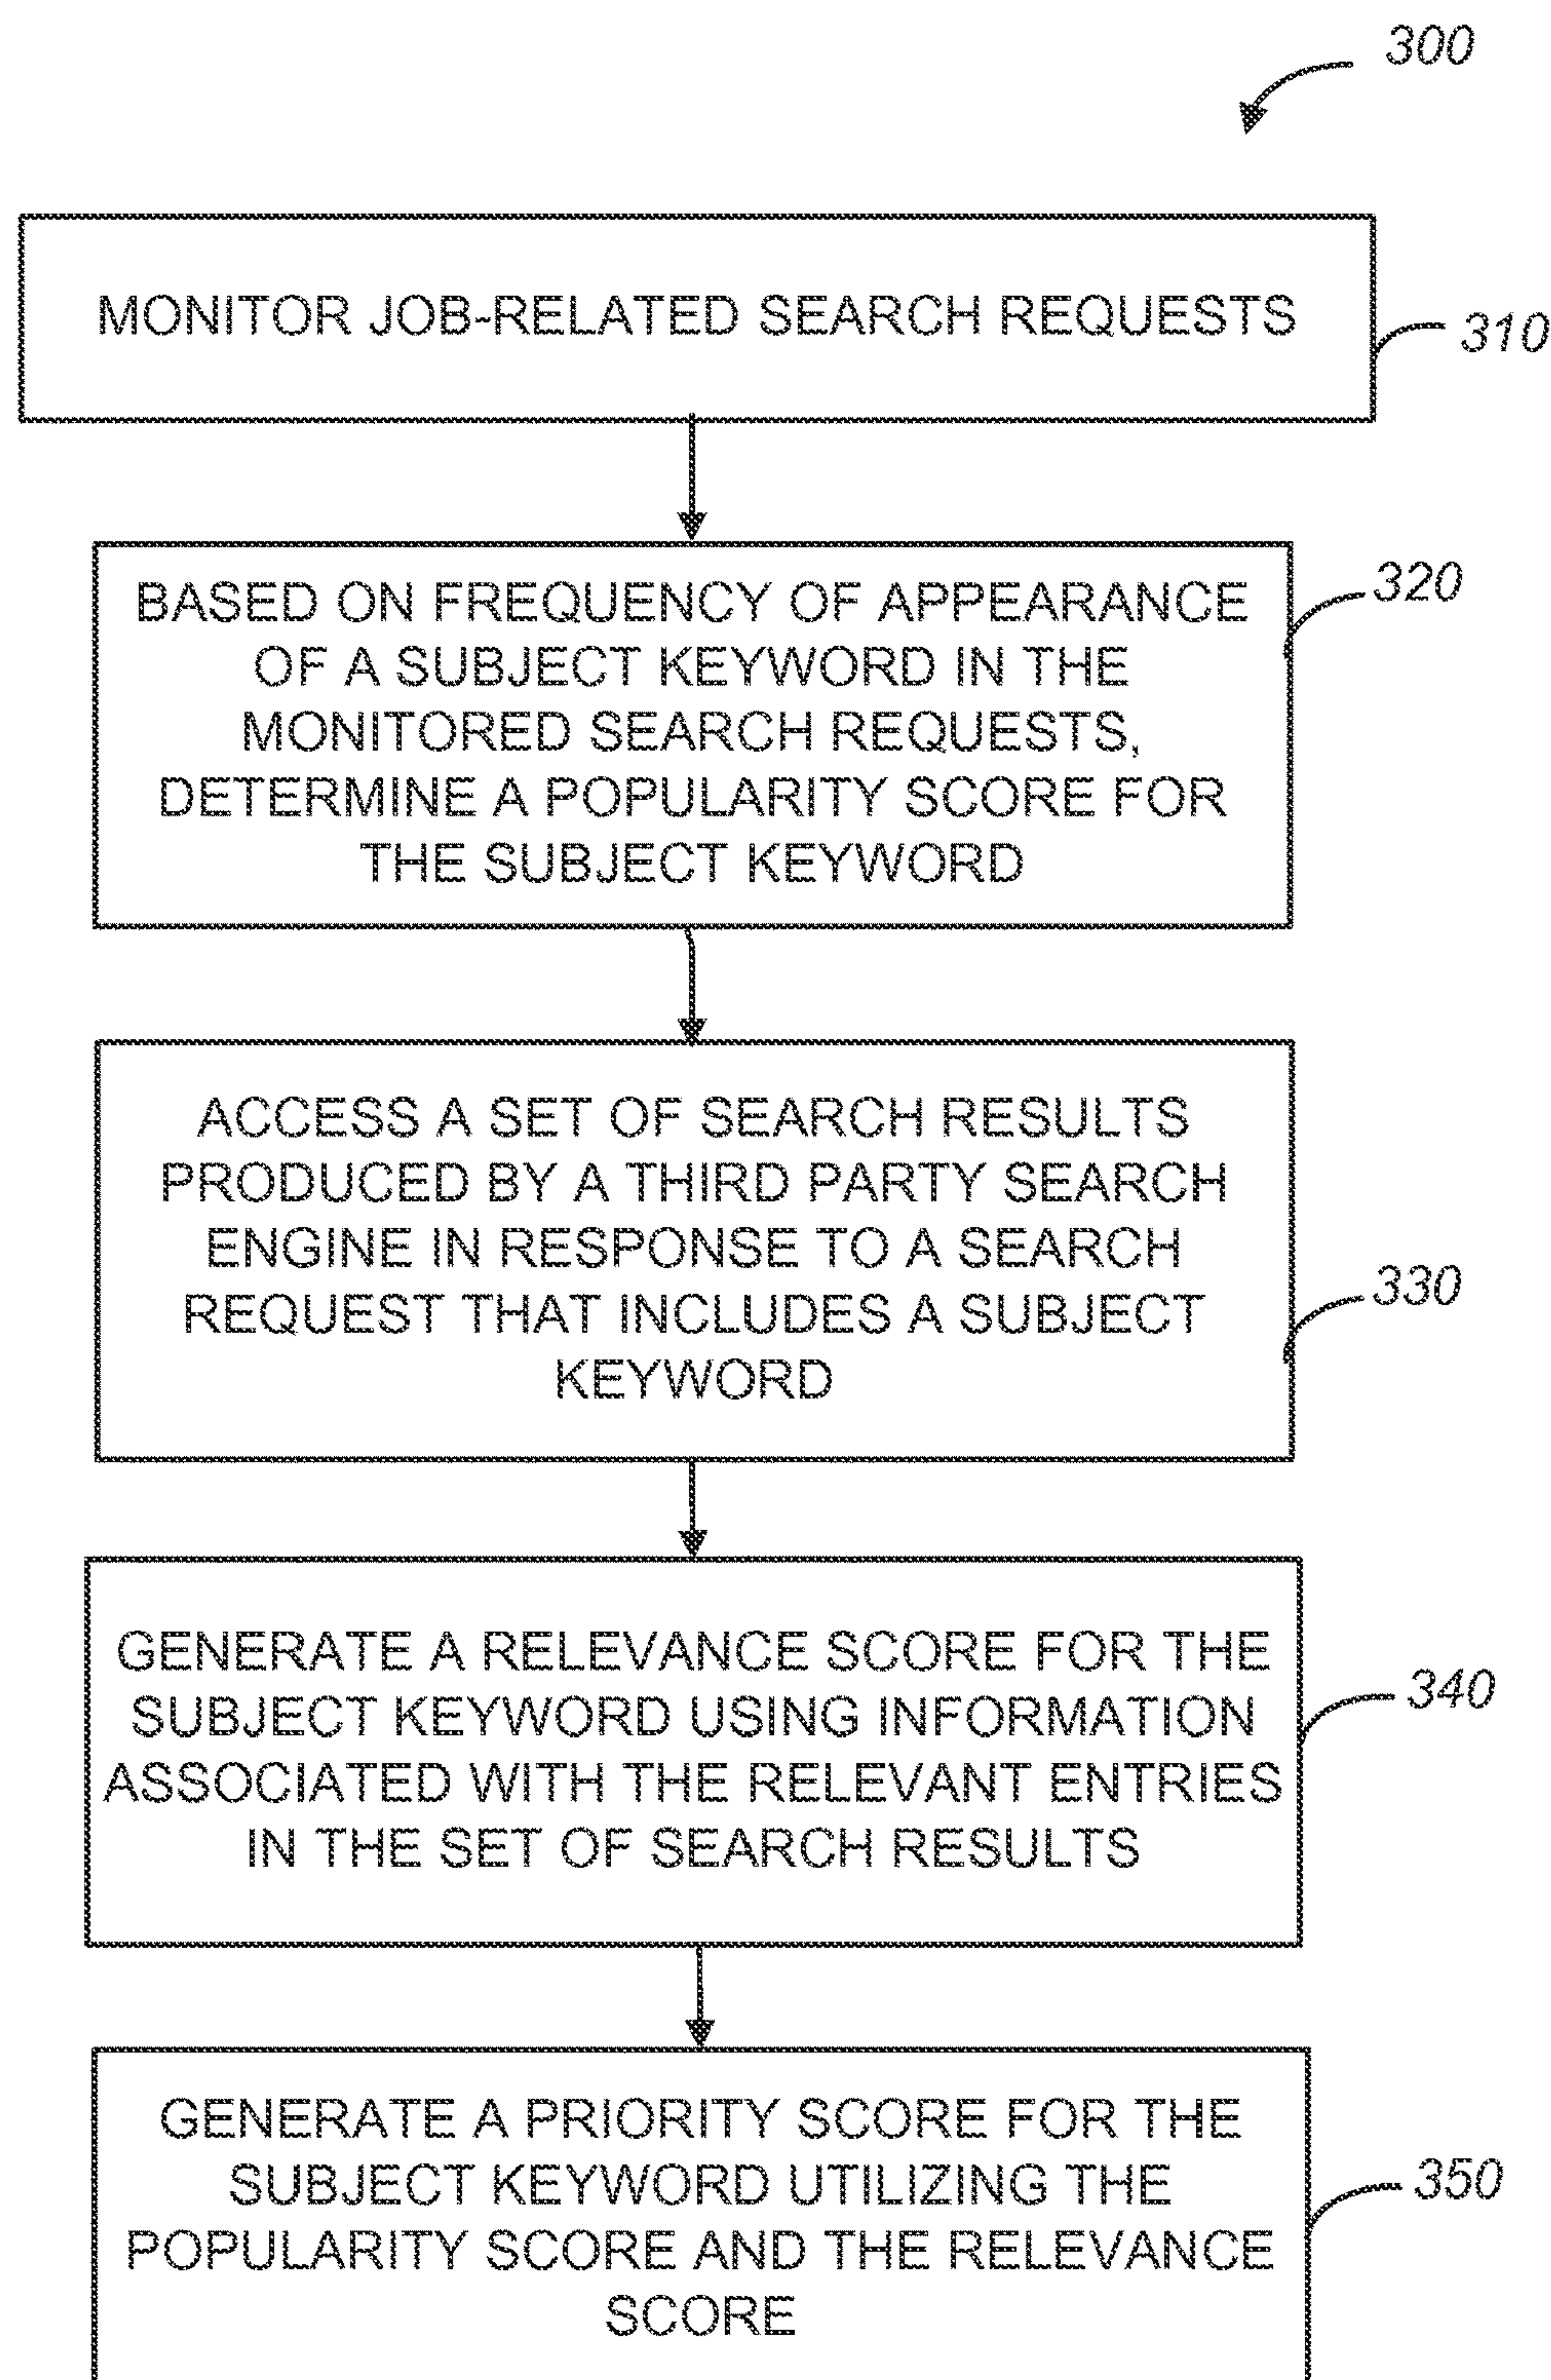 300
MONITOR JOB-RELATED SEARCH REQUESTS
310
BASED ON FREQUENCY OF APPEARANCE
OF A SUBJECT KEYWORD IN THE
MONITORED SEARCH REQUESTS,
DETERMINE A POPULARITY SCORE FOR
THE SUBJECT KEYWORD
320
ACCESS A SET OF SEARCH RESULTS
PRODUCED BY A THIRD PARTY SEARCH
ENGINE IN RESPONSE TO A SEARCH
REQUEST THAT INCLUDES A SUBJECT
KEYWORD
330
GENERATE A RELEVANCE SCORE FOR THE
SUBJECT KEYWORD USING INFORMATION
ASSOCIATED WITH THE RELEVANT ENTRIES
IN THE SET OF SEARCH RESULTS
340
GENERATE A PRIORITY SCORE FOR THE
SUBJECT KEYWORD UTILIZING THE
POPULARITY SCORE AND THE RELEVANCE
SCORE
350